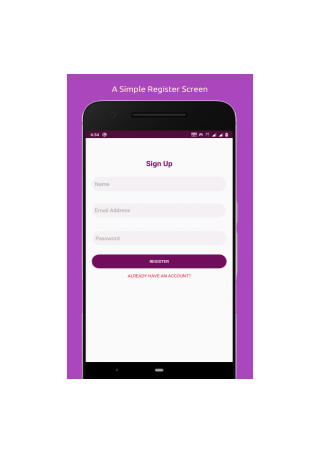 A Simple Register Screen
6:34
Sign Up
Name
Email Address
Password
REGISTER
ALREADY HAVE AN ACCOUNT?